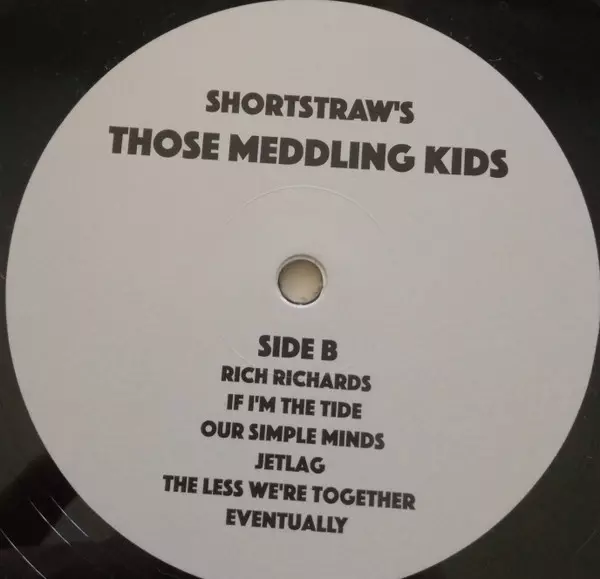 SHORTSTRAW'S
THOSE MEDDLING KIDS
SIDE B
RICH RICHARDS
IF I'M THE TIDE
OUR SIMPLE MINDS
JETLAG
THE LESS WE'RE TOGETHER
EVENTUALLY